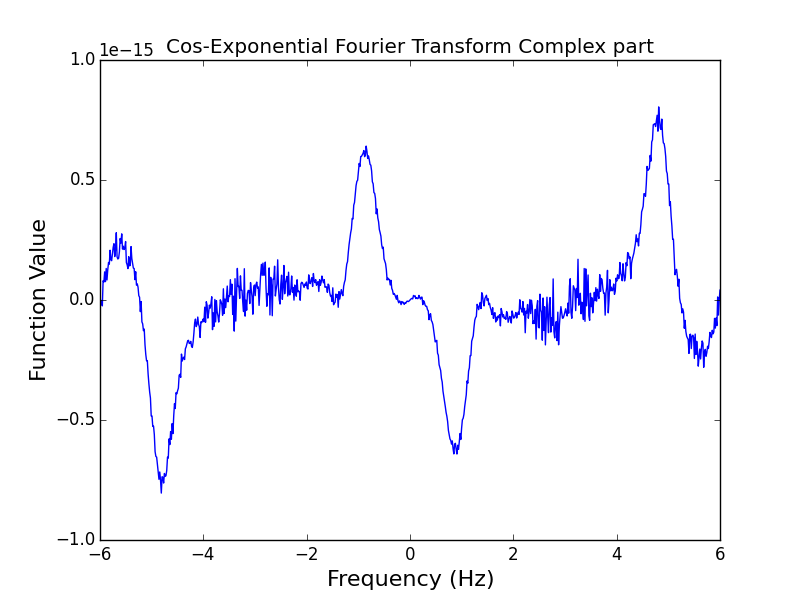 Cos-Exponential Fourier Transform Complex part
1e−15
1.0
0.5
0.0
−0.5
−1.0
Function Value
−6 −4 −2 0 2 4 6
Frequency (Hz)